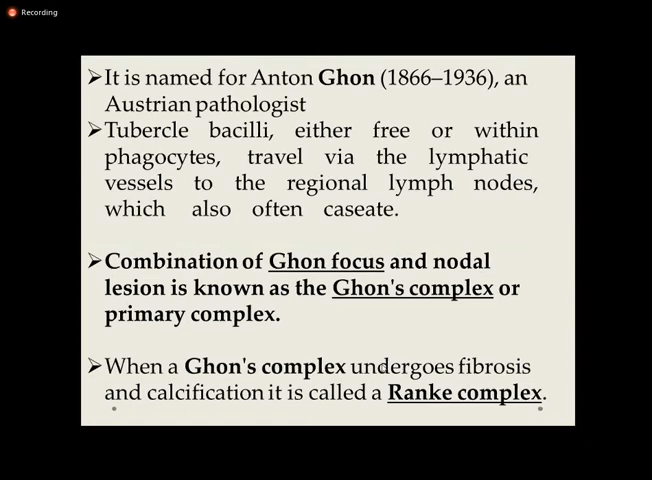 Recording
➢It is named for Anton Ghon (1866–1936), an
Austrian pathologist
➢Tubercle bacilli, either free or within
phagocytes, travel via the lymphatic
vessels to the regional lymph nodes,
which also often caseate.
➢Combination of Ghon focus and nodal
lesion is known as the Ghon's complex or
primary complex.
➢When a Ghon's complex undergoes fibrosis
and calcification it is called a Ranke complex.